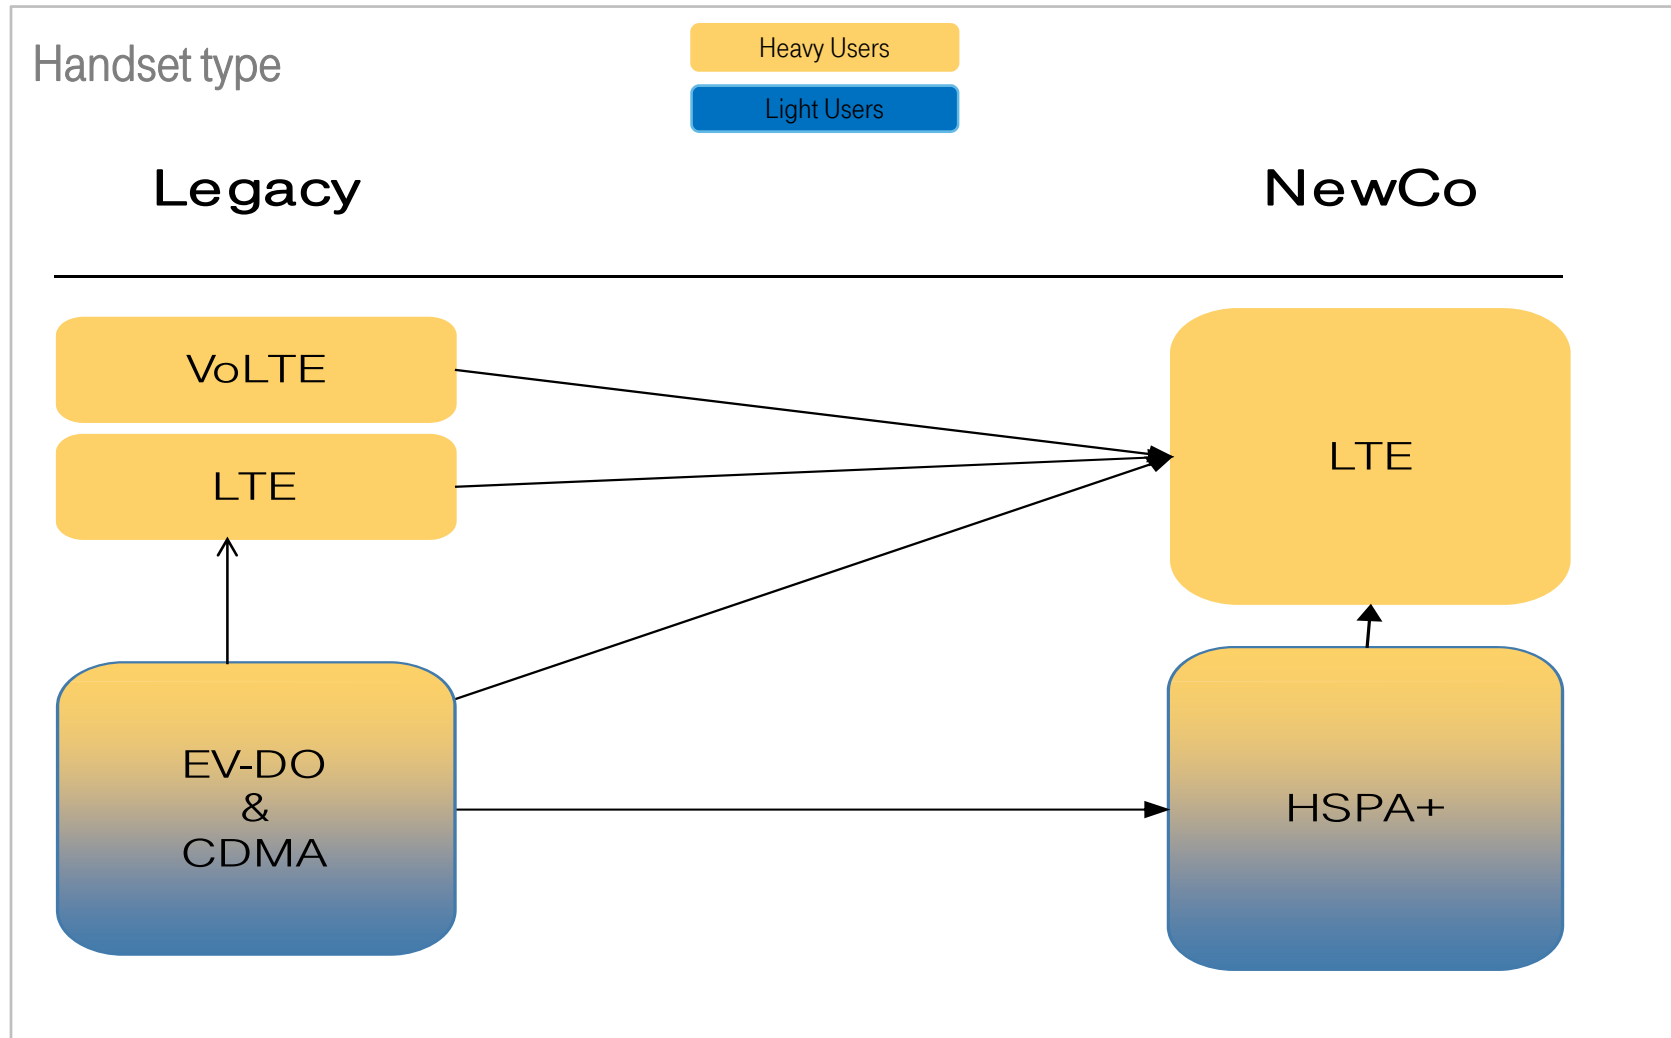 Handset type
Heavy Users
Light Users
Legacy
NewCo
VoLTE
LTE
LTE
EV-DO
&
CDMA
HSPA+